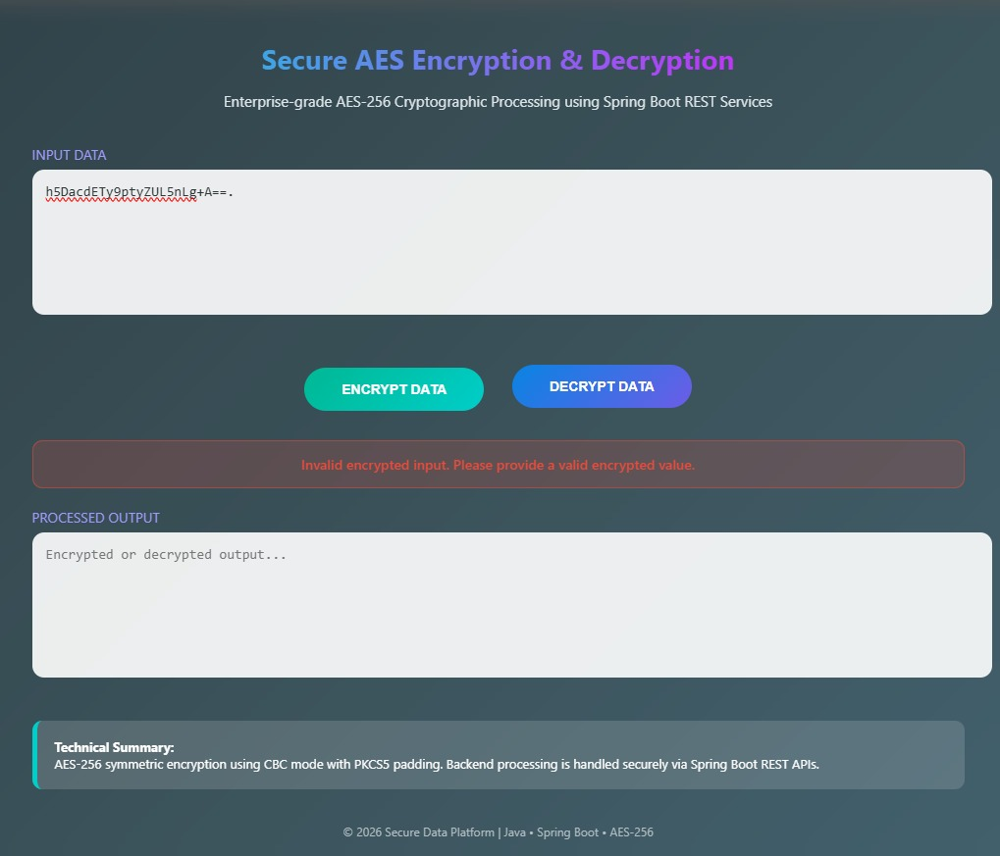 Secure AES Encryption & Decryption
Enterprise-grade AES-256 Cryptographic Processing using Spring Boot REST Services
INPUT DATA
h5DacdETy9ptyZUL5nLg+A==.
ENCRYPT DATA
DECRYPT DATA
Invalid encrypted input. Please provide a valid encrypted value.
PROCESSED OUTPUT
Encrypted or decrypted output...
Technical Summary:
AES-256 symmetric encryption using CBC mode with PKCS5 padding. Backend processing is handled securely via Spring Boot REST APIs.
© 2026 Secure Data Platform | Java • Spring Boot • AES-256